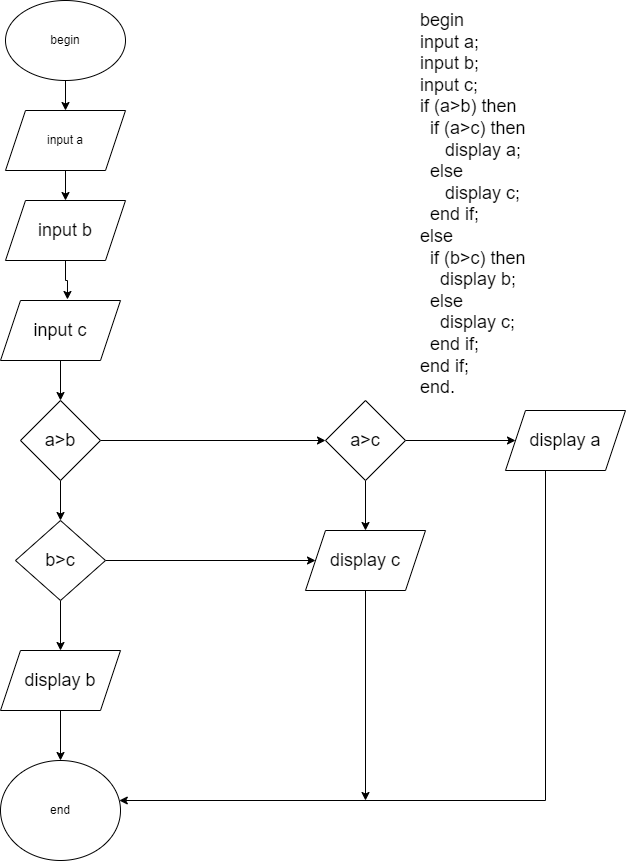 begin
input a
input b
input c
a>b
a>c
display a
b>c
display c
display b
end
begin
input a;
input b;
input c;
if (a>b) then
if (a>c) then
display a;
else
display c;
end if;
else
if (b>c) then
display b;
else
display c;
end if;
end if;
end.